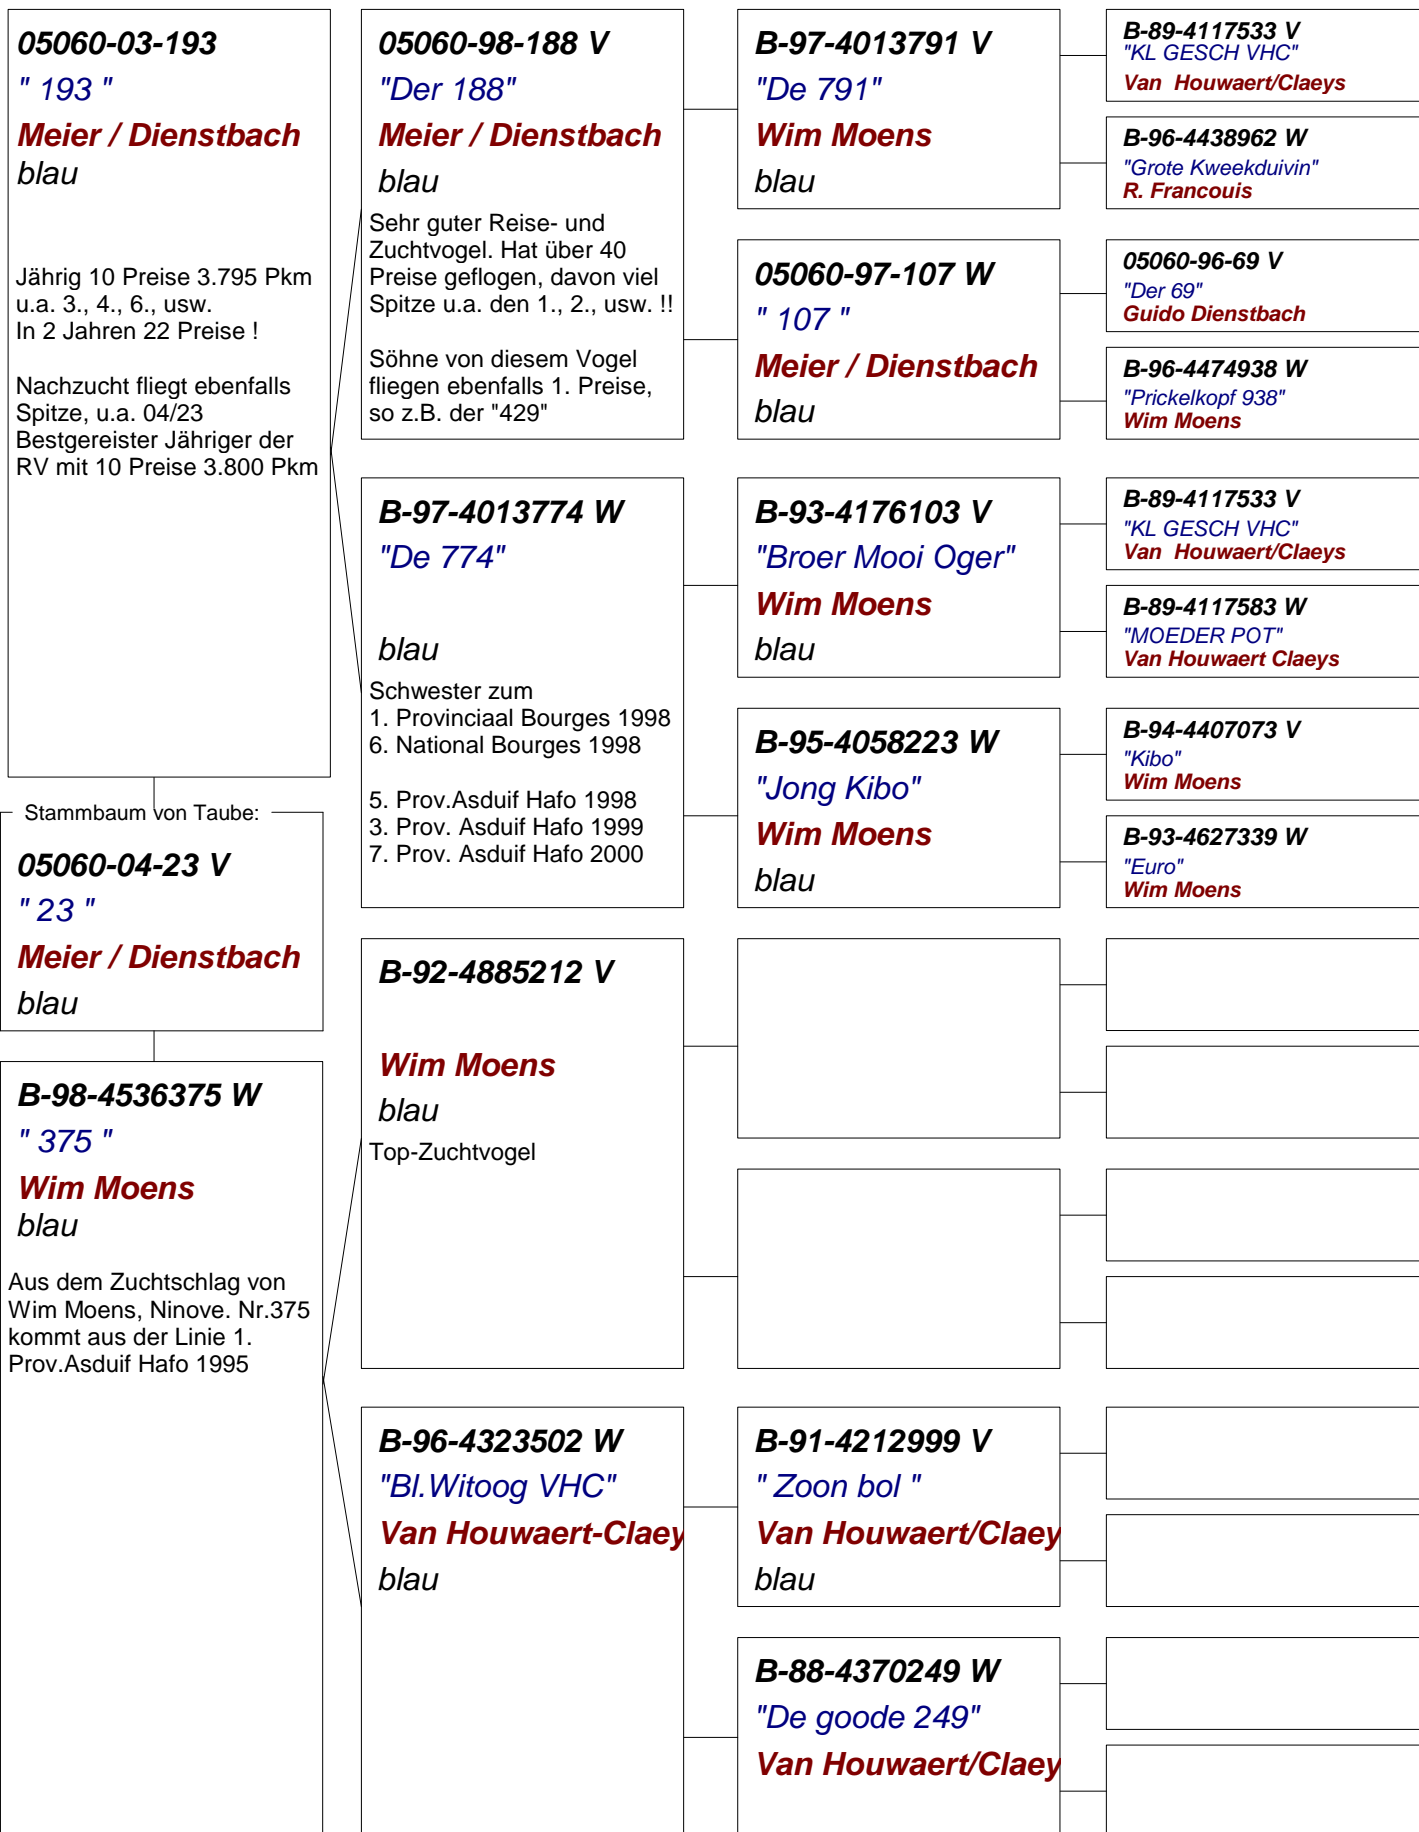 05060-03-193
" 193 "
Meier / Dienstbach
blau
Jährig 10 Preise 3.795 Pkm
u.a. 3., 4., 6., usw.
In 2 Jahren 22 Preise !
Nachzucht fliegt ebenfalls
Spitze, u.a. 04/23
Bestgereister Jähriger der
RV mit 10 Preise 3.800 Pkm
Stammbaum von Taube:
05060-04-23 V
" 23 "
Meier / Dienstbach
blau
B-98-4536375 W
" 375 "
Wim Moens
blau
Aus dem Zuchtschlag von
Wim Moens, Ninove. Nr.375
kommt aus der Linie 1.
Prov.Asduif Hafo 1995
05060-98-188 V
"Der 188"
Meier / Dienstbach
blau
Sehr guter Reise- und
Zuchtvogel. Hat über 40
Preise geflogen, davon viel
Spitze u.a. den 1., 2., usw. !!
Söhne von diesem Vogel
fliegen ebenfalls 1. Preise,
so z.B. der "429"
B-97-4013774 W
"De 774"
blau
Schwester zum
1. Provinciaal Bourges 1998
6. National Bourges 1998
5. Prov.Asduif Hafo 1998
3. Prov. Asduif Hafo 1999
7. Prov. Asduif Hafo 2000
B-92-4885212 V
Wim Moens
blau
Top-Zuchtvogel
B-96-4323502 W
"Bl.Witoog VHC"
Van Houwaert-Claey
blau
B-97-4013791 V
"De 791"
Wim Moens
blau
05060-97-107 W
" 107 "
Meier / Dienstbach
blau
B-93-4176103 V
"Broer Mooi Oger"
Wim Moens
blau
B-95-4058223 W
"Jong Kibo"
Wim Moens
blau
B-91-4212999 V
" Zoon bol "
Van Houwaert/Claey
blau
B-88-4370249 W
"De goode 249"
Van Houwaert/Claey
B-89-4117533 V
"KL GESCH VHC"
Van  Houwaert/Claeys
B-96-4438962 W
"Grote Kweekduivin"
R. Francouis
05060-96-69 V
"Der 69"
Guido Dienstbach
B-96-4474938 W
"Prickelkopf 938"
Wim Moens
B-89-4117533 V
"KL GESCH VHC"
Van  Houwaert/Claeys
B-89-4117583 W
"MOEDER POT"
Van Houwaert Claeys
B-94-4407073 V
"Kibo"
Wim Moens
B-93-4627339 W
"Euro"
Wim Moens